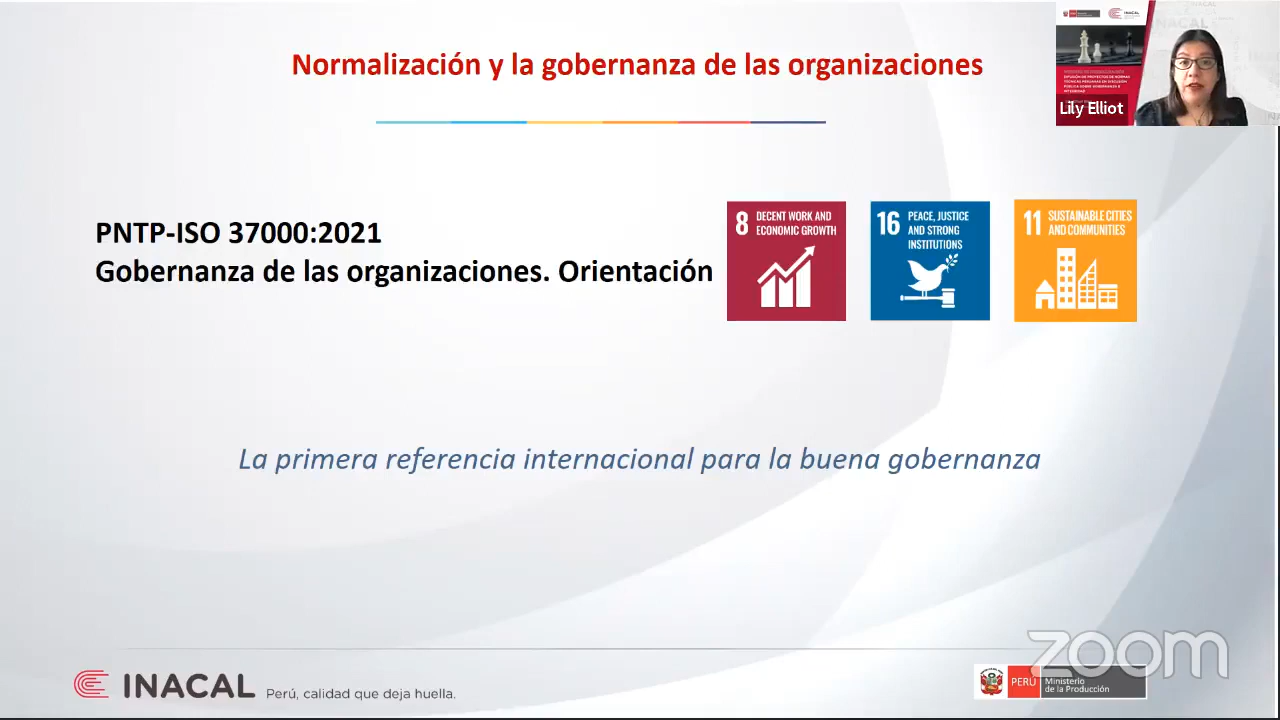 Normalización y la gobernanza de las organizaciones
PNTP-ISO 37000:2021
Gobernanza de las organizaciones. Orientación
8 DECENT WORK AND
ECONOMIC GROWTH
16 PEACE, JUSTICE
AND STRONG
INSTITUTIONS
11 SUSTAINABLE CITIES
AND COMMUNITIES
La primera referencia internacional para la buena gobernanza
INACAL Perú, calidad que deja huella.
PERÚ Ministerio
de la Producción
zoom
Lily Elliot
INACAL